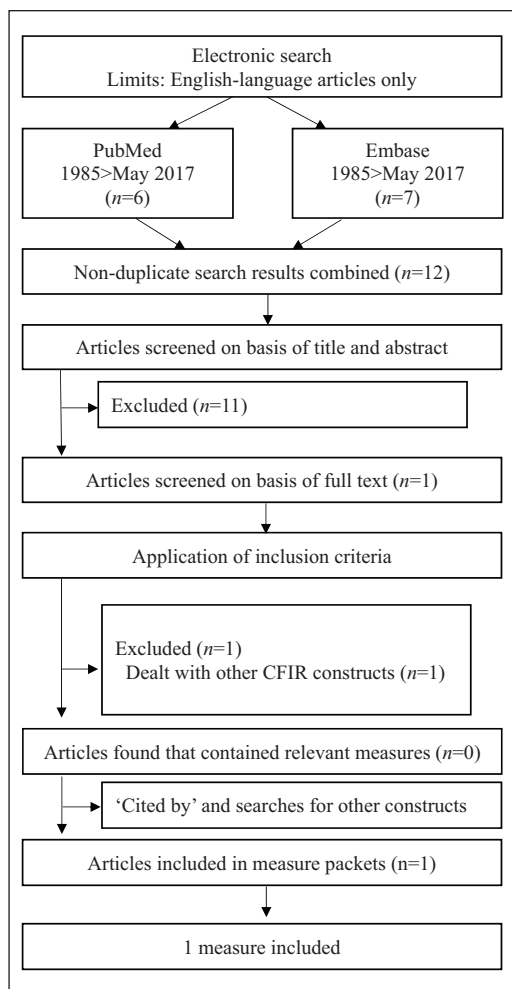 Electronic search
Limits: English-language articles only
PubMed
1985>May 2017
(n=6)
Embase
1985>May 2017
(n=7)
Non-duplicate search results combined (n=12)
Articles screened on basis of title and abstract
Excluded (n=11)
Articles screened on basis of full text (n=1)
Application of inclusion criteria
Excluded (n=1)
Dealt with other CFIR constructs (n=1)
Articles found that contained relevant measures (n=0)
‘Cited by’ and searches for other constructs
Articles included in measure packets (n=1)
1 measure included